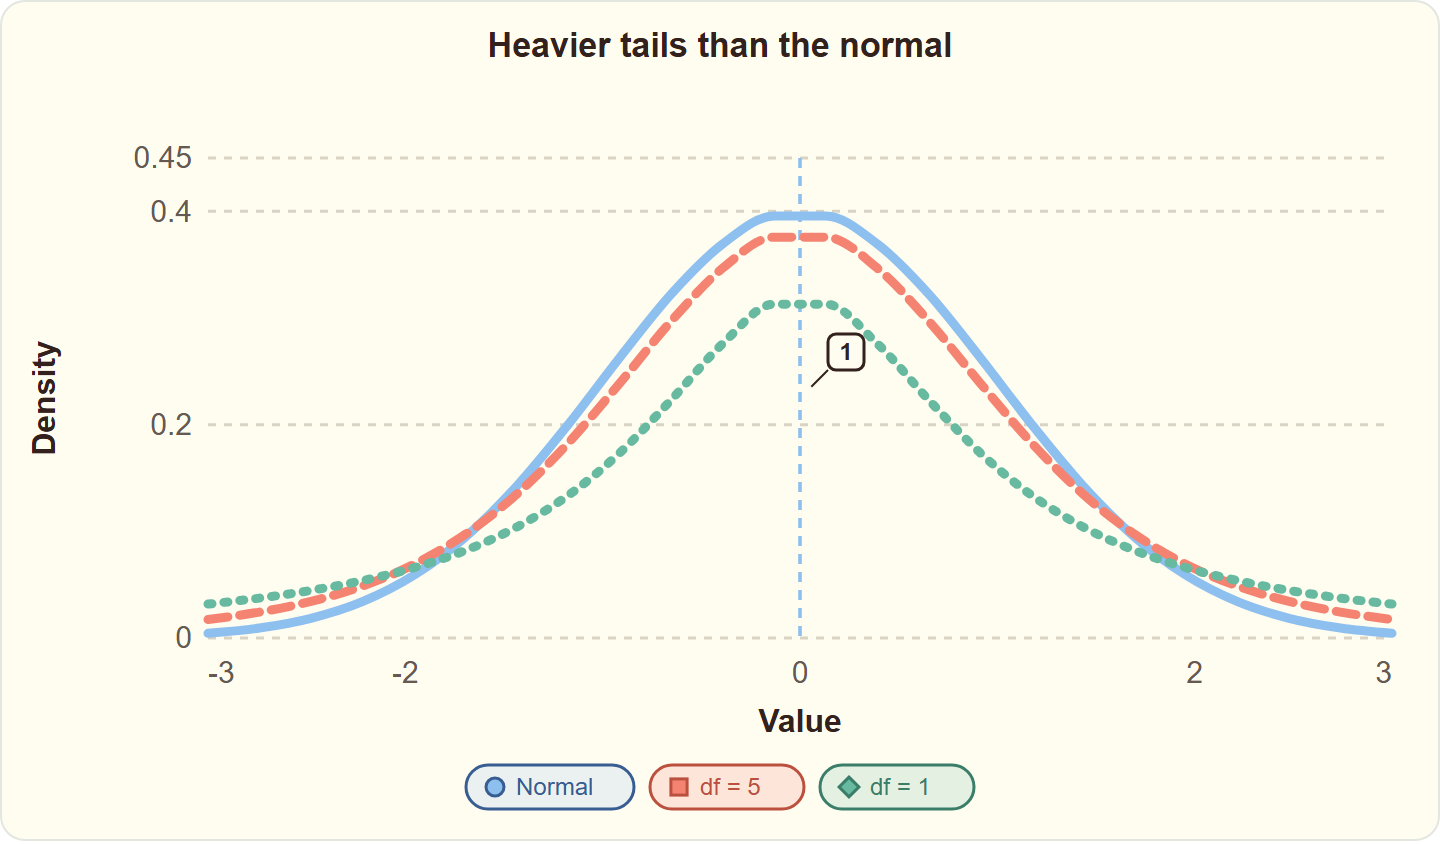 Heavier tails than the normal
0.45
0.4
0.2
0
Density
1
-3 -2 0 2 3
Value
Normal df = 5 df = 1